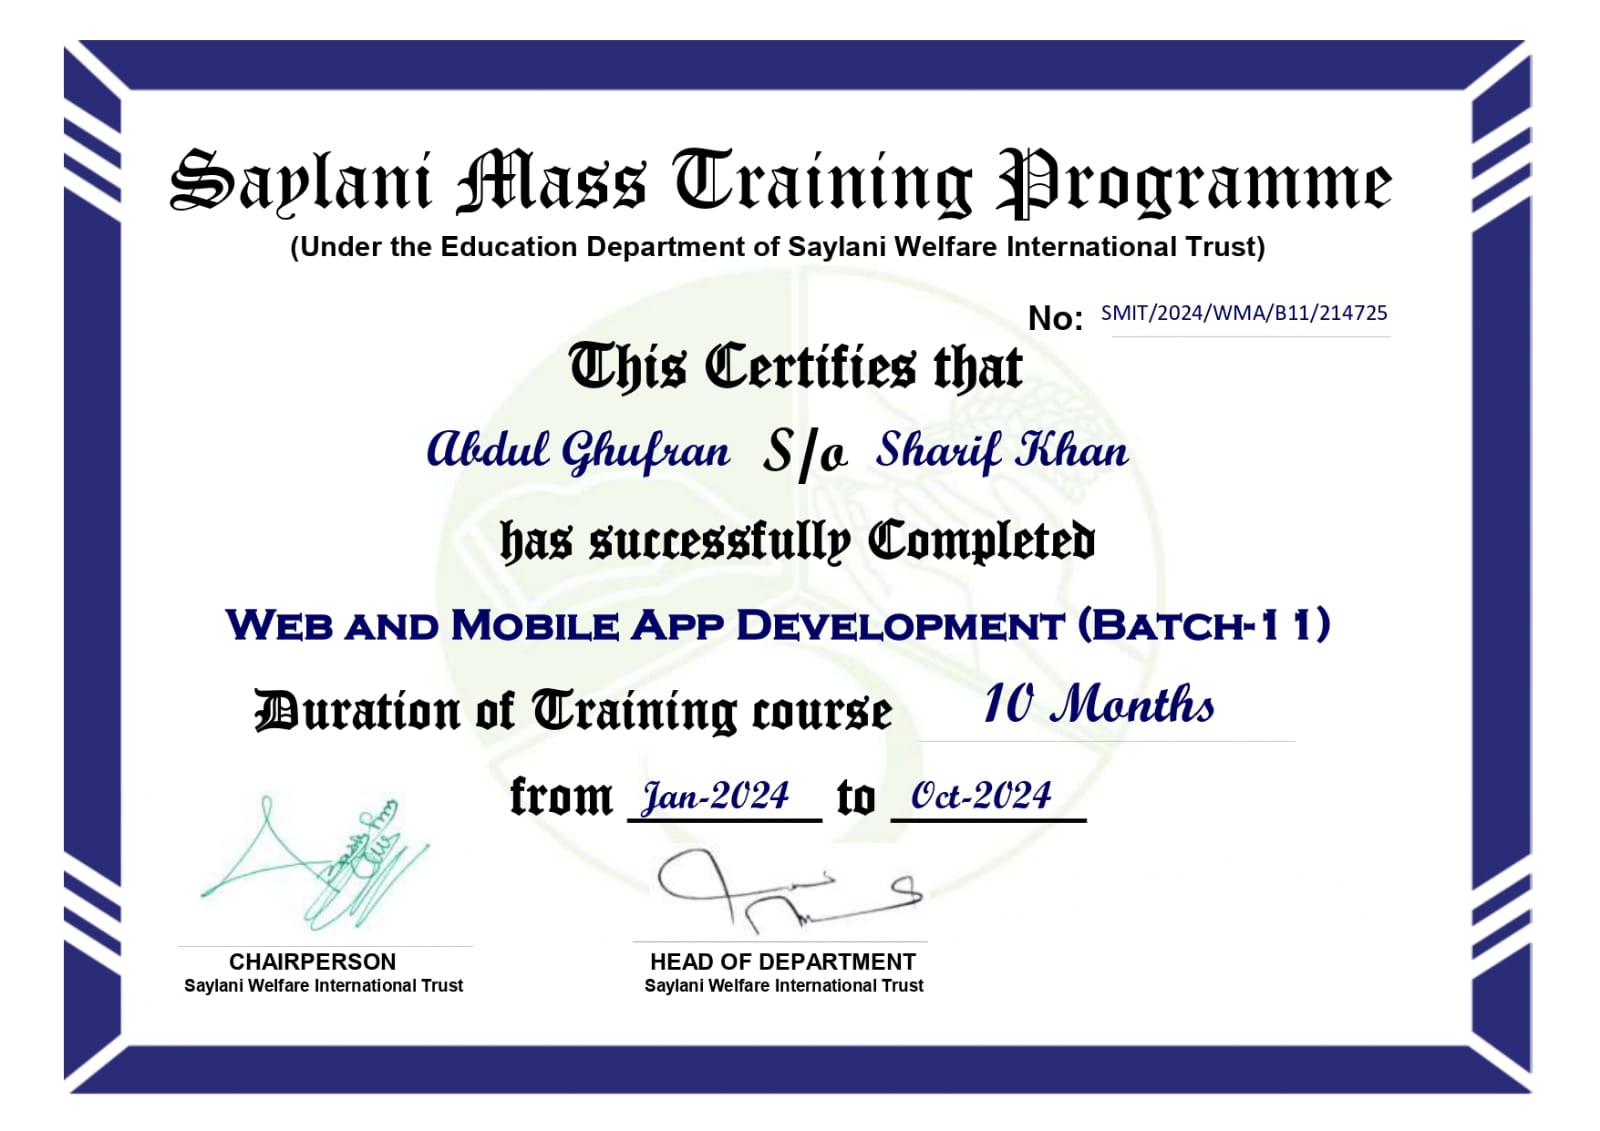 Saylani Mass Training Programme
(Under the Education Department of Saylani Welfare International Trust)
No: SMIT/2024/WMA/B11/214725
This Certifies that
Abdul Ghufran S/o Sharif Khan
has successfully Completed
Web and Mobile App Development (Batch-11)
Duration of Training course 10 Months
from Jan-2024 to Oct-2024
CHAIRPERSON
Saylani Welfare International Trust
HEAD OF DEPARTMENT
Saylani Welfare International Trust